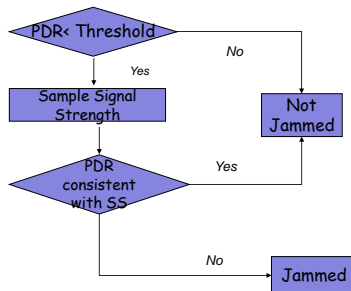 PDR< Threshold
No
Yes
Sample Signal
Strength
Not
Jammed
PDR
consistent
with SS
Yes
No
Jammed